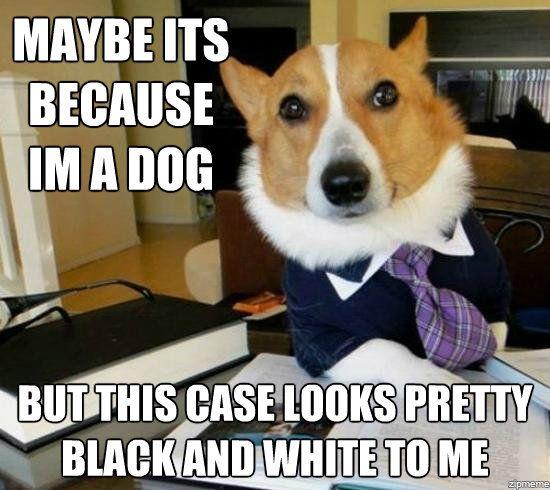 MAYBE ITS
BECAUSE
IM A DOG
BUT THIS CASE LOOKS PRETTY
BLACK AND WHITE TO ME
zipmeme